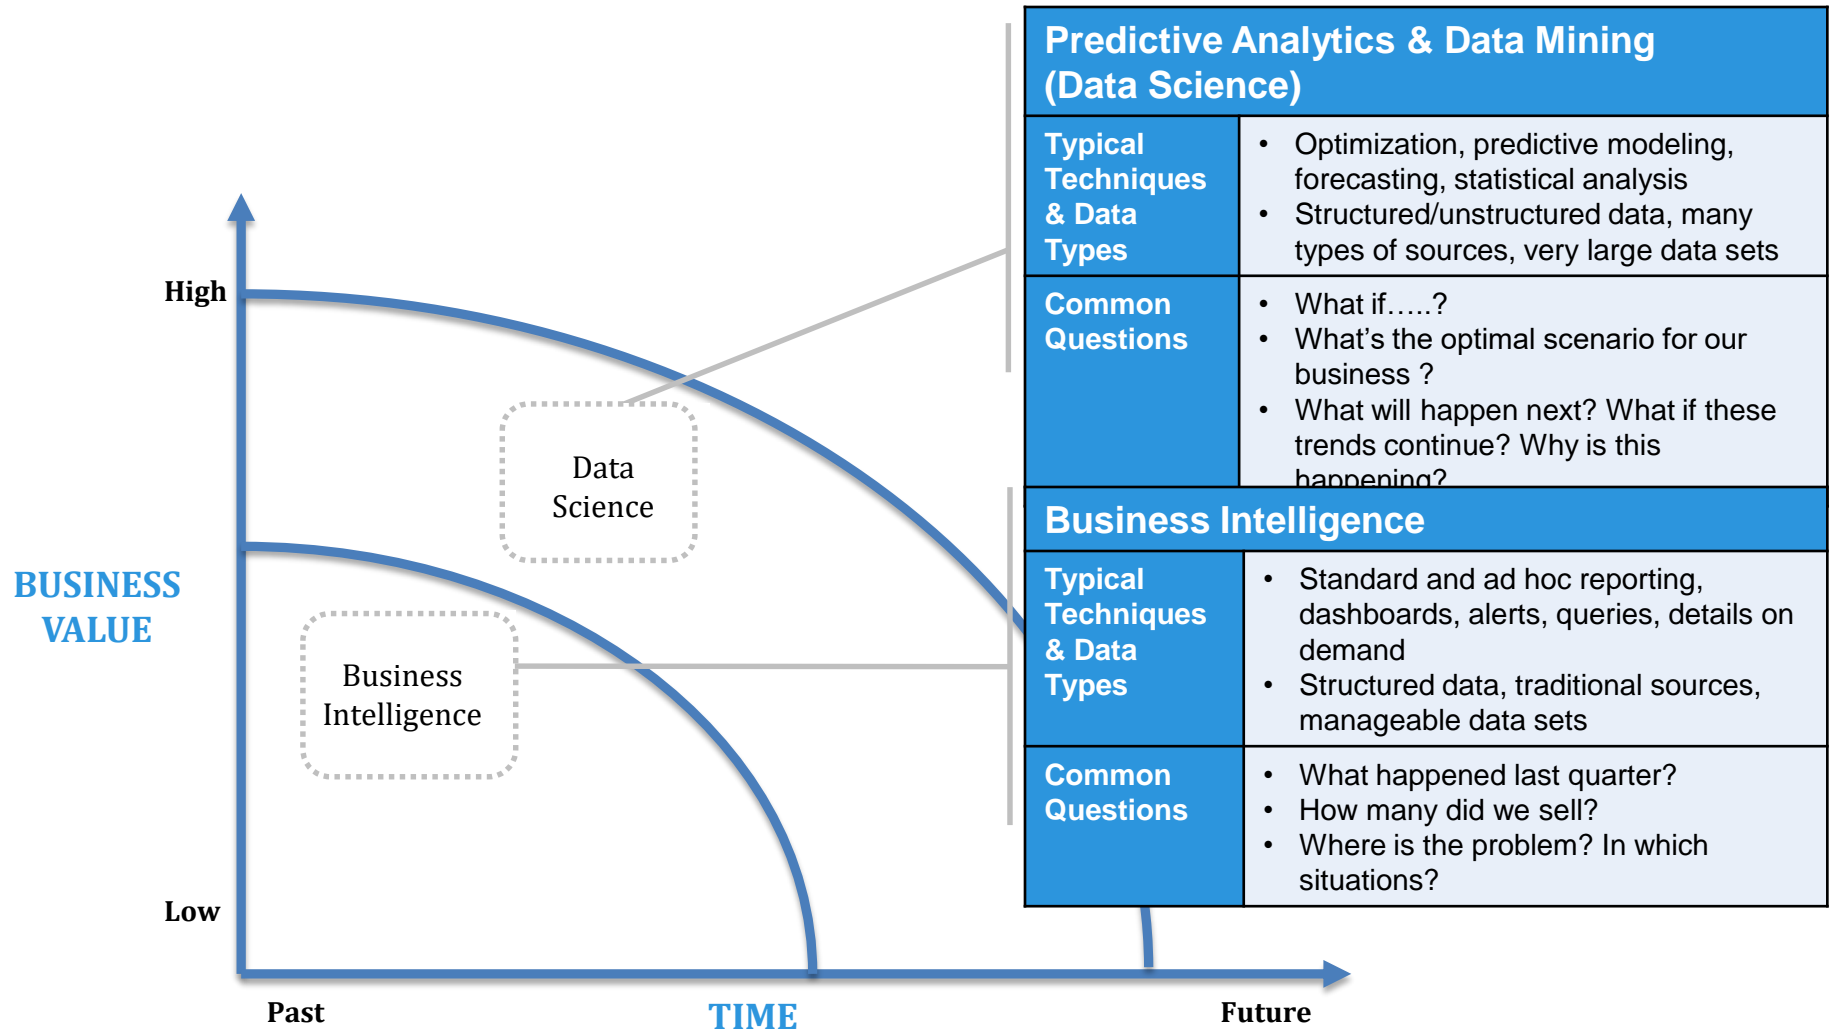 Predictive Analytics & Data Mining
(Data Science)
Typical
Techniques
& Data
Types
• Optimization, predictive modeling,
forecasting, statistical analysis
• Structured/unstructured data, many
types of sources, very large data sets
Common
Questions
• What if…..?
• What’s the optimal scenario for our
business ?
• What will happen next? What if these
trends continue? Why is this
happening?
Business Intelligence
Typical
Techniques
& Data
Types
• Standard and ad hoc reporting,
dashboards, alerts, queries, details on
demand
• Structured data, traditional sources,
manageable data sets
Common
Questions
• What happened last quarter?
• How many did we sell?
• Where is the problem? In which
situations?
High
Data
Science
BUSINESS
VALUE
Business
Intelligence
Low
Past
TIME
Future